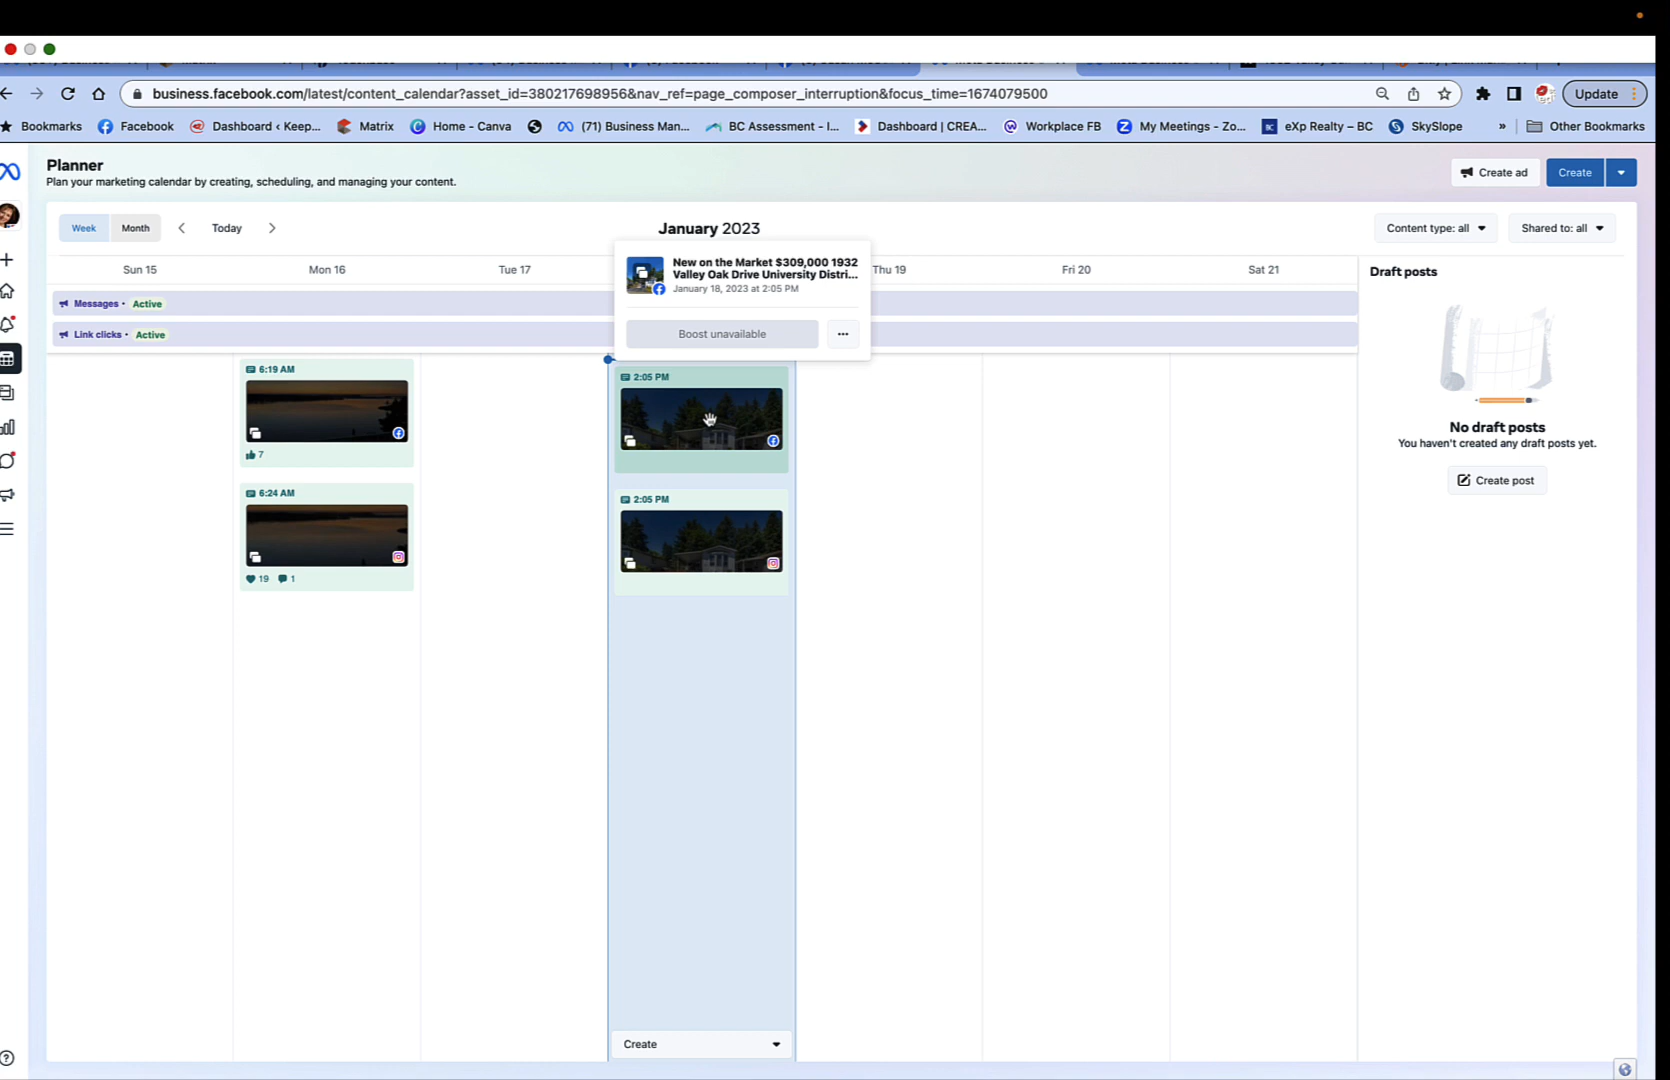 business.facebook.com/latest/content_calendar?asset_id=380217698956&nav_ref=page_composer_interruption&focus_time=1674079500
Update
Bookmarks
Facebook
Dashboard ‹ Keep...
Matrix
Home - Canva
(71) Business Man...
BC Assessment - I...
Dashboard | CREA...
Workplace FB
My Meetings - Zo...
eXp Realty – BC
SkySlope
»
Other Bookmarks
Planner
Plan your marketing calendar by creating, scheduling, and managing your content.
Create ad
Create
Week
Month
Today
January 2023
Content type: all
Shared to: all
Sun 15
Mon 16
Tue 17
Thu 19
Fri 20
Sat 21
Draft posts
New on the Market $309,000 1932
Valley Oak Drive University Distri...
January 18, 2023 at 2:05 PM
Boost unavailable
Messages • Active
Link clicks • Active
6:19 AM
7
6:24 AM
19 1
2:05 PM
2:05 PM
No draft posts
You haven't created any draft posts yet.
Create post
Create